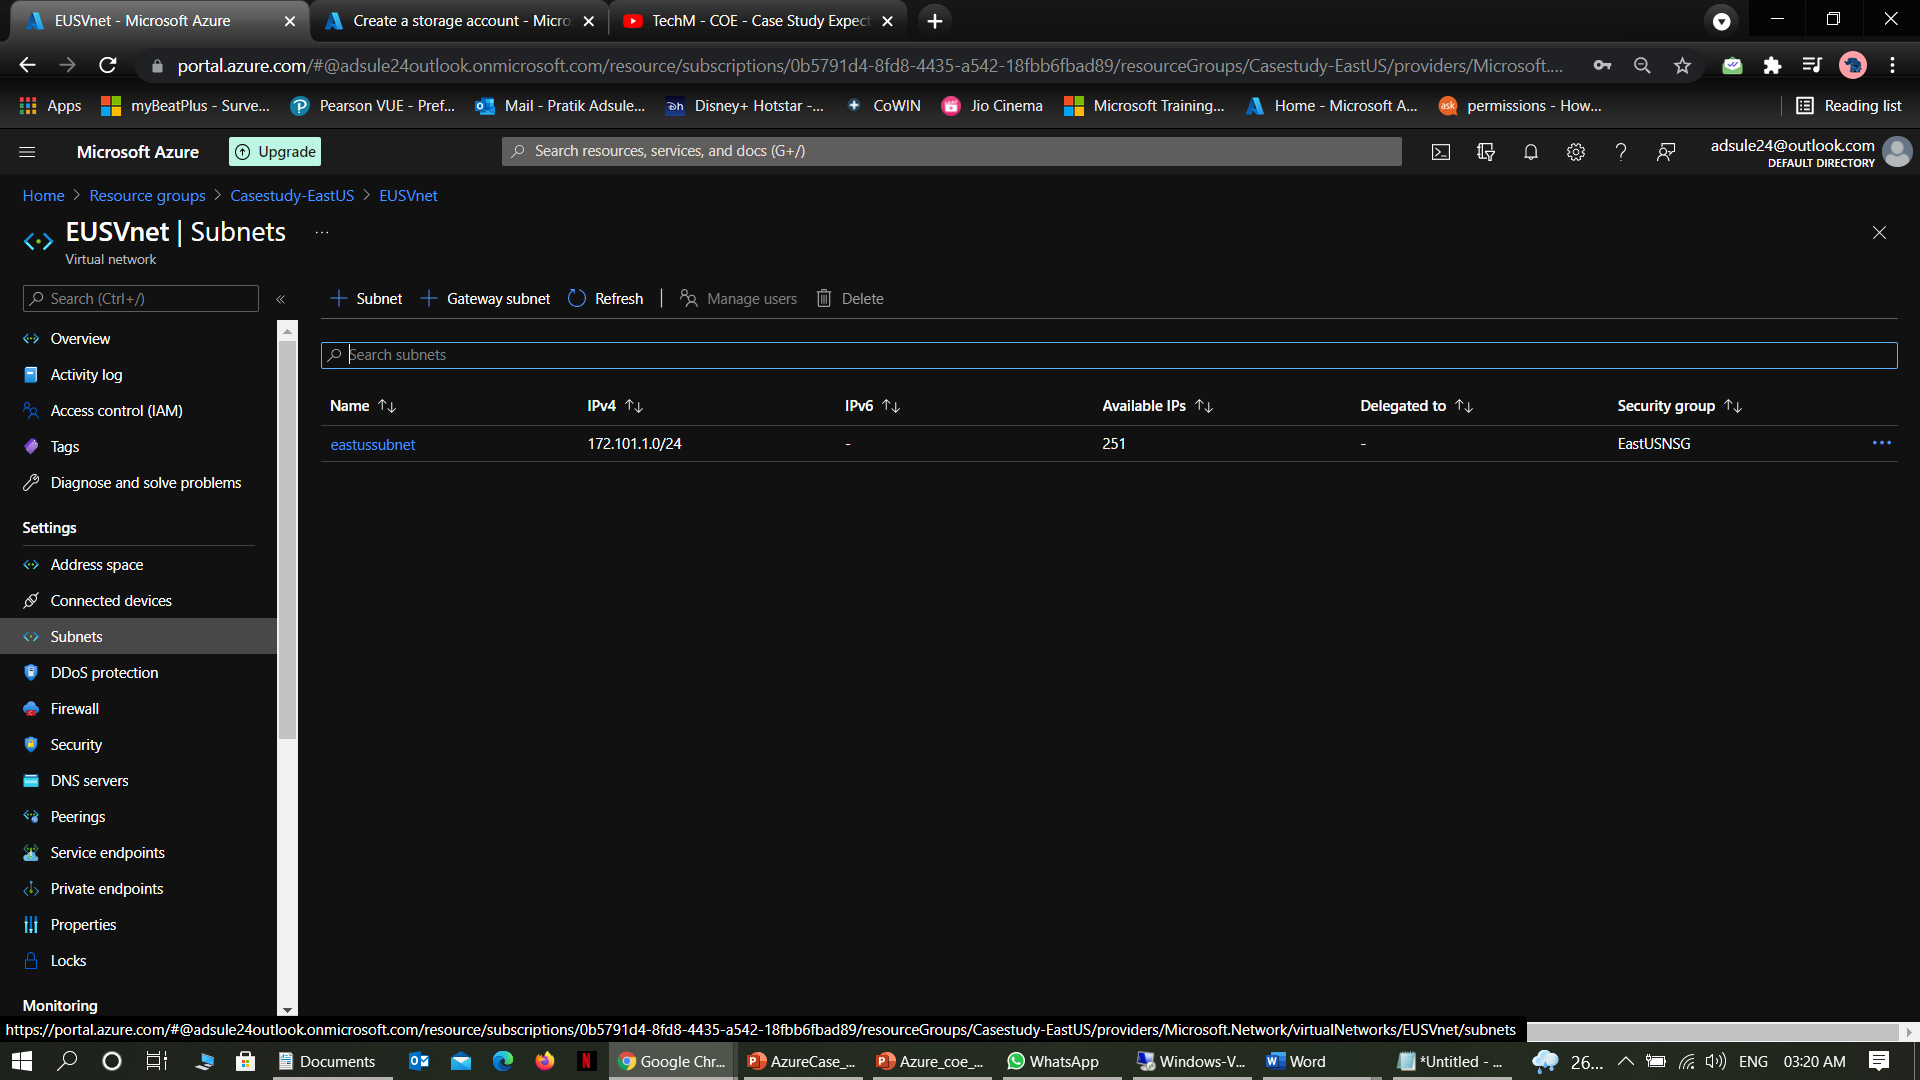 EUSVnet - Microsoft Azure
Create a storage account - Micro
TechM - COE - Case Study Expect
portal.azure.com/#@adsule24outlook.onmicrosoft.com/resource/subscriptions/0b5791d4-8fd8-4435-a542-18fbb6fbad89/resourceGroups/Casestudy-EastUS/providers/Microsoft....
Apps
myBeatPlus - Surve...
Pearson VUE - Pref...
Mail - Pratik Adsule...
Disney+ Hotstar -...
CoWIN
Jio Cinema
Microsoft Training...
Home - Microsoft A...
ask
permissions - How...
Reading list
Microsoft Azure
Upgrade
Search resources, services, and docs (G+/)
adsule24@outlook.com
DEFAULT DIRECTORY
Home > Resource groups > Casestudy-EastUS > EUSVnet
EUSVnet | Subnets ...
Virtual network
Search (Ctrl+/)
Overview
Activity log
Access control (IAM)
Tags
Diagnose and solve problems
Settings
Address space
Connected devices
Subnets
DDoS protection
Firewall
Security
DNS servers
Peerings
Service endpoints
Private endpoints
Properties
Locks
Monitoring
+ Subnet + Gateway subnet Refresh | Manage users Delete
Search subnets
Name IPv4 IPv6 Available IPs Delegated to Security group
eastussubnet 172.101.1.0/24 - 251 - EastUSNSG ...
https://portal.azure.com/#@adsule24outlook.onmicrosoft.com/resource/subscriptions/0b5791d4-8fd8-4435-a542-18fbb6fbad89/resourceGroups/Casestudy-EastUS/providers/Microsoft.Network/virtualNetworks/EUSVnet/subnets
Documents
N
Google Chr...
AzureCase_...
Azure_coe_...
WhatsApp
Windows-V...
Word
*Untitled - ...
26...
ENG
03:20 AM